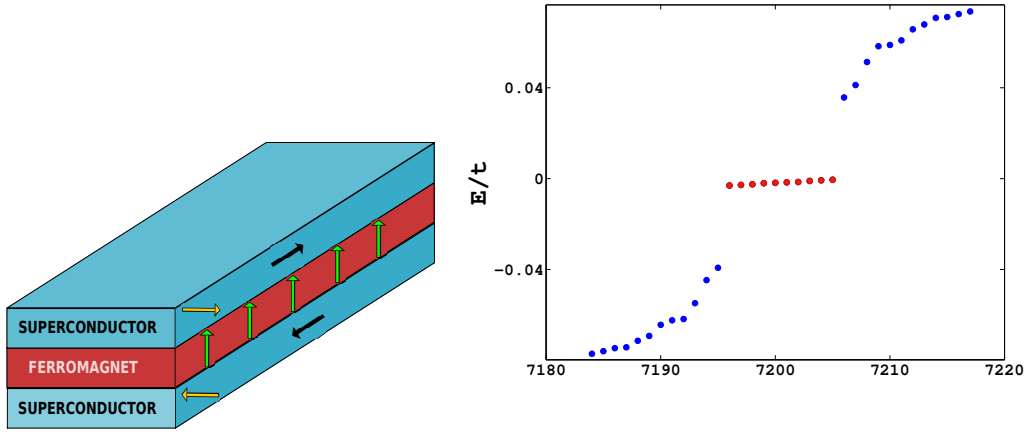 SUPERCONDUCTOR
FERROMAGNET
SUPERCONDUCTOR
E/t
0.04
0
−0.04
7180 7190 7200 7210 7220